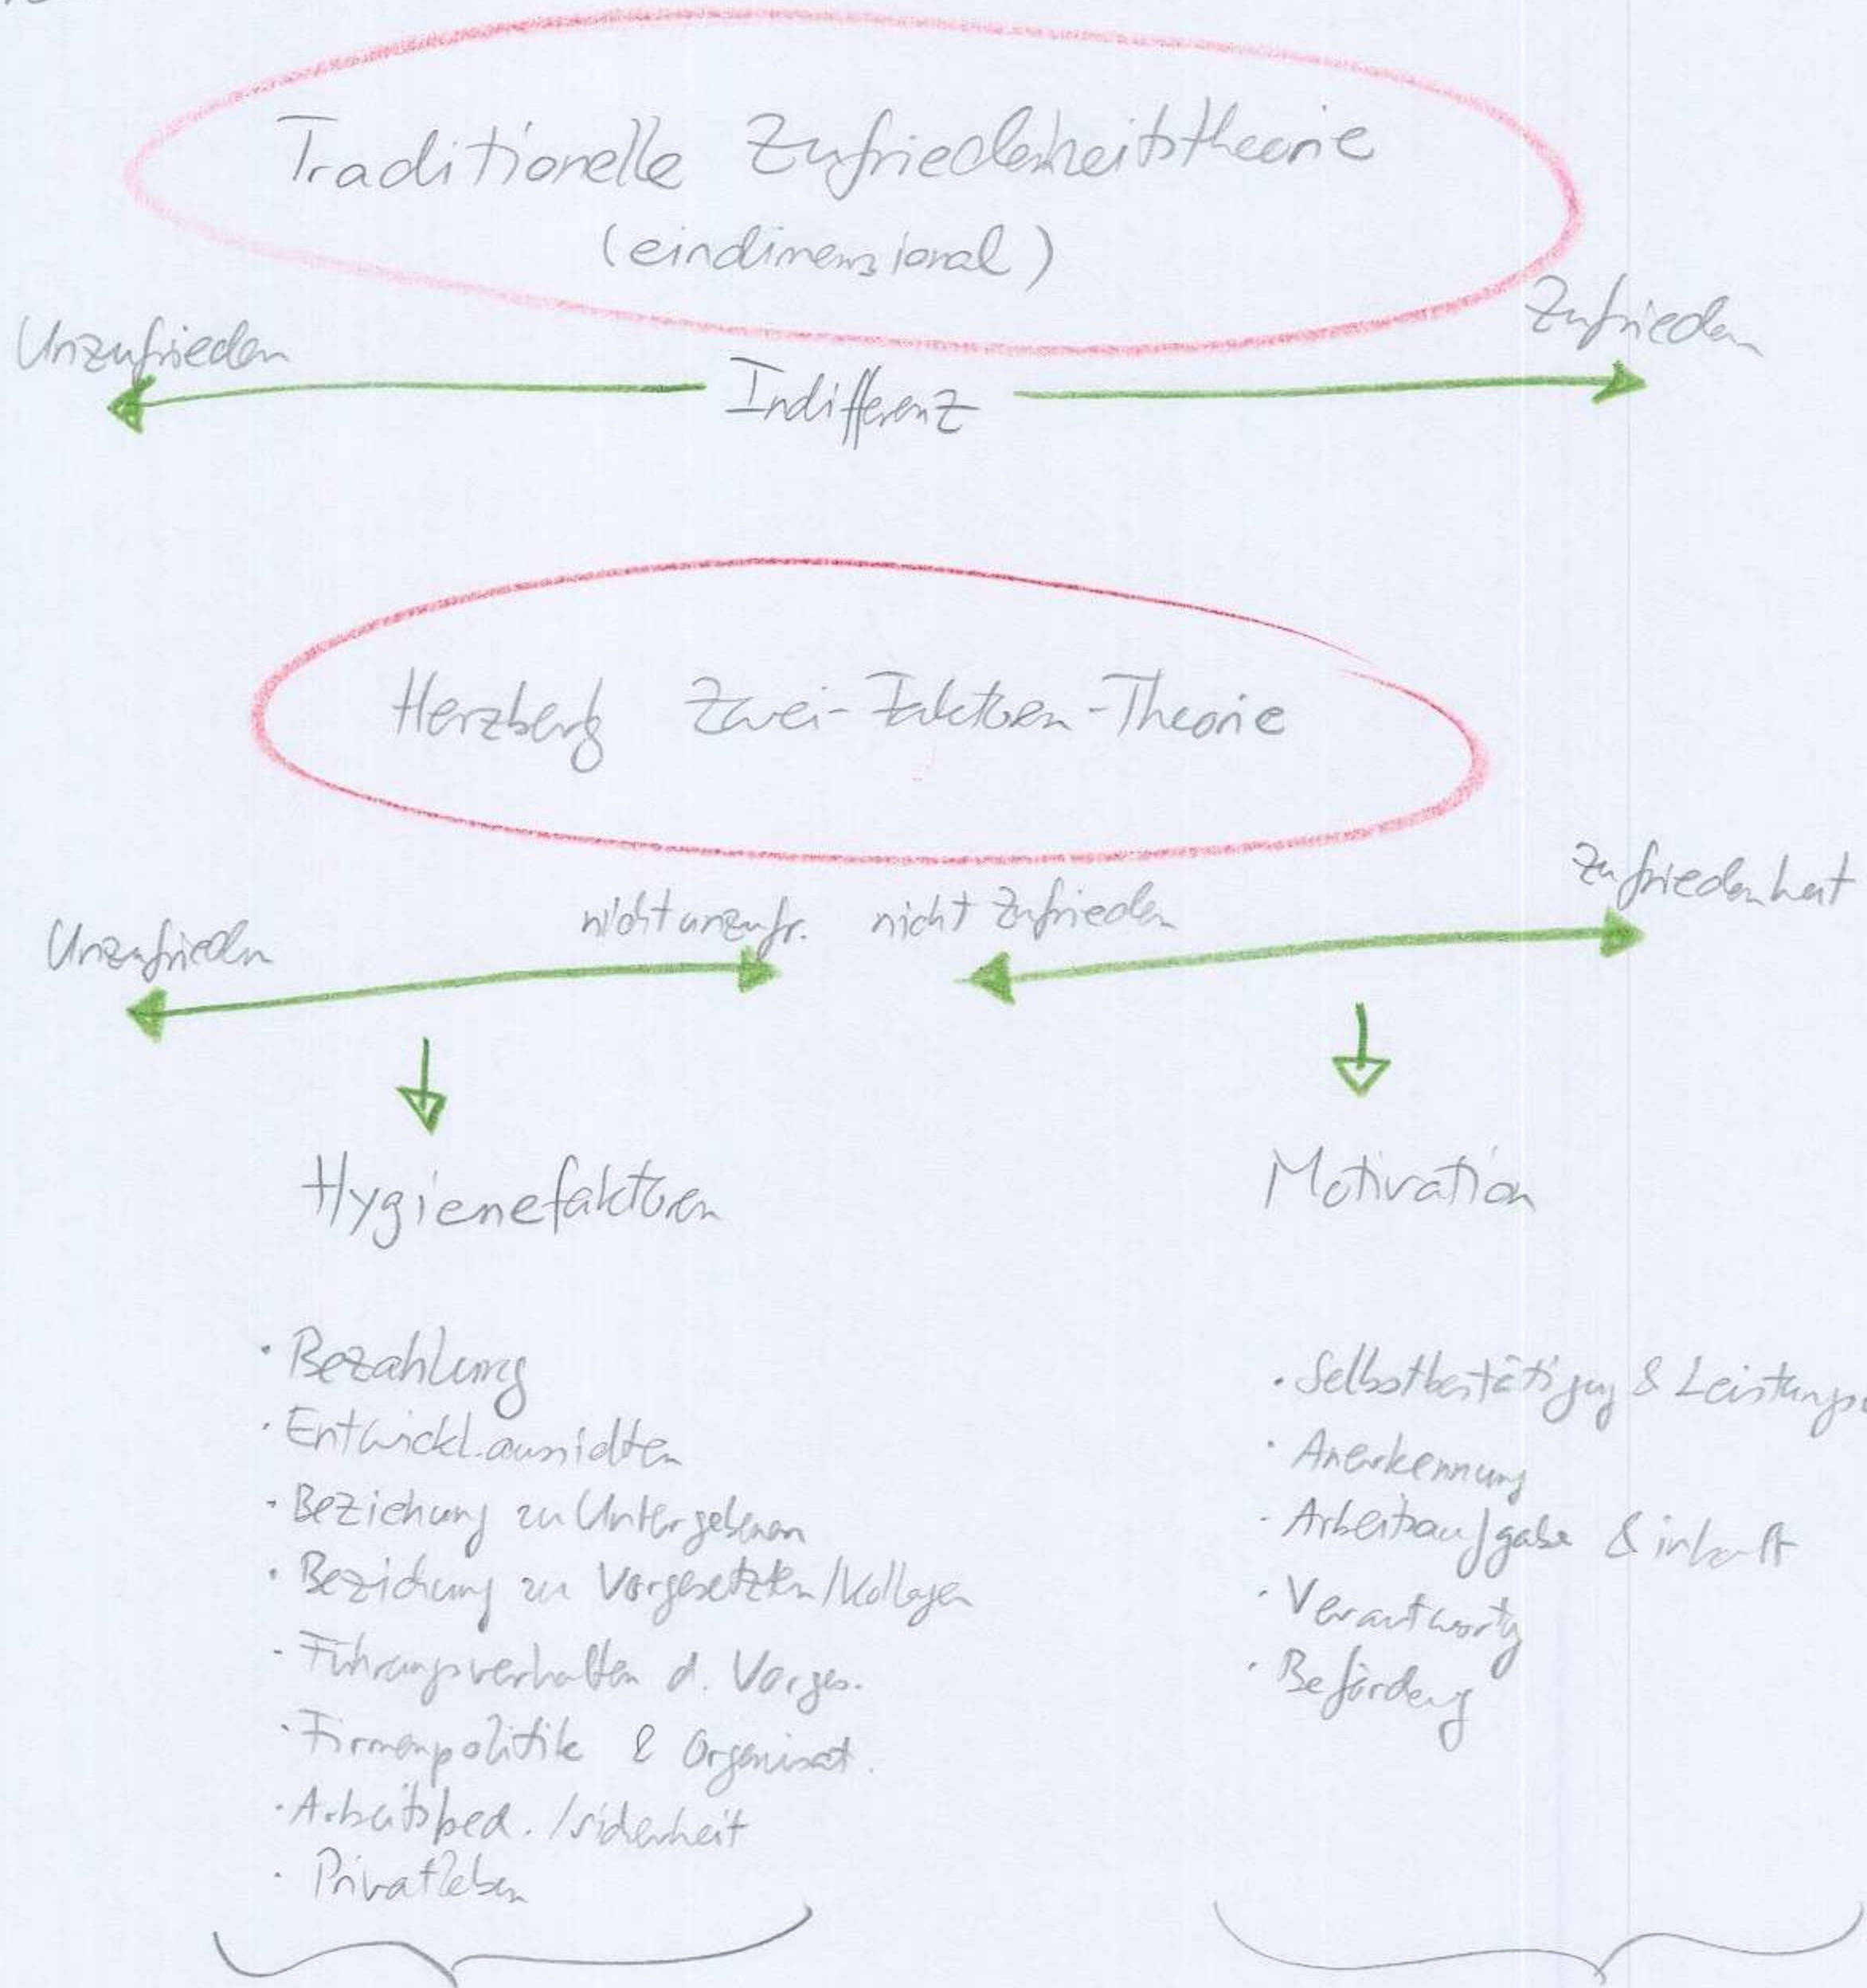 Traditionelle Zufriedenheitstheorie
(eindimensional)
Unzufrieden
Zufrieden
Indifferenz
Herzberg Zwei-Faktoren-Theorie
Unzufrieden
nicht unzufr.
nicht Zufrieden
Zufriedenheit
Hygienefaktoren
Motivation
· Bezahlung
· Entwickl.aussichten
· Beziehung zu Untergebenen
· Beziehung zu Vorgesetzten/Kollegen
· Führungsverhalten d. Vorges.
· Firmenpolitik & Organisat.
· Arbeitsbed. /sicherheit
· Privatleben
· Selbstbestätigung & Leistungs
· Anerkennung
· Arbeitsaufgabe & inhalt
· Verantwortg
· Beförderg